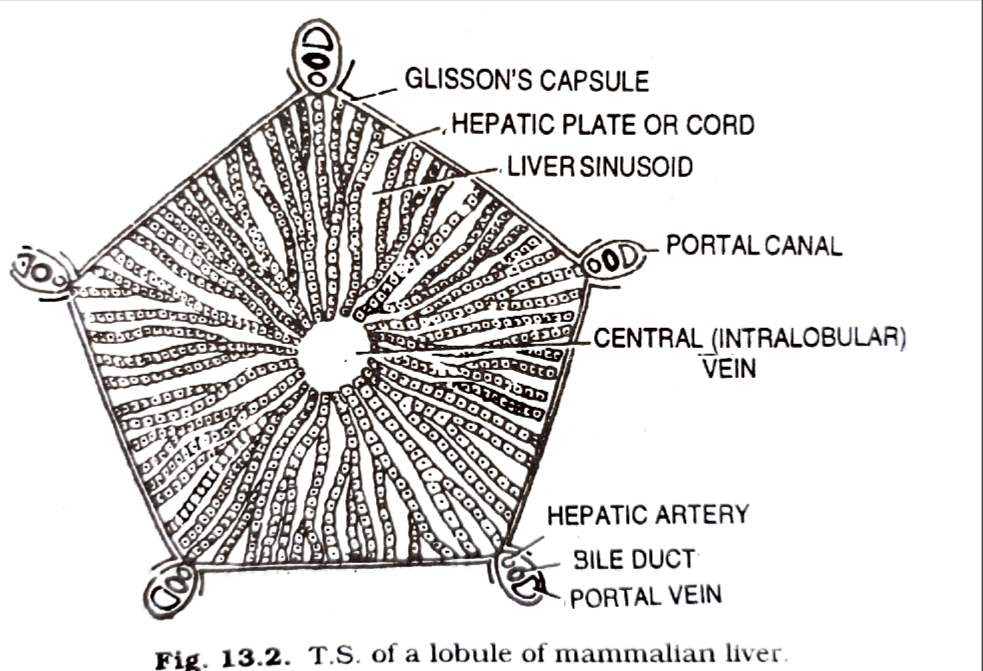 GLISSON'S CAPSULE
HEPATIC PLATE OR CORD
LIVER SINUSOID
PORTAL CANAL
CENTRAL (INTRALOBULAR)
VEIN
HEPATIC ARTERY
BILE DUCT
PORTAL VEIN
Fig. 13.2. T.S. of a lobule of mammalian liver.